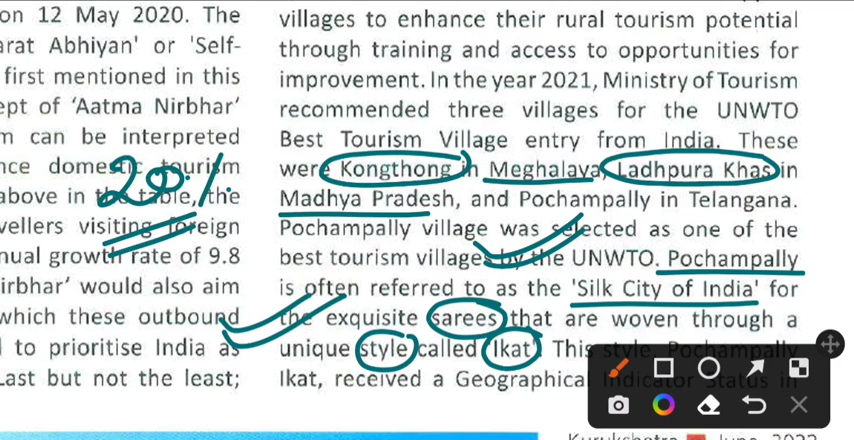 on 12 May 2020. The
arat Abhiyan' or 'Self-
first mentioned in this
ept of 'Aatma Nirbhar'
m can be interpreted
nce domestic tourism
above in the table, the
vellers visiting foreign
nual growth rate of 9.8
irbhar' would also aim
which these outbound
to prioritise India as
Last but not the least;
20%
villages to enhance their rural tourism potential
through training and access to opportunities for
improvement. In the year 2021, Ministry of Tourism
recommended three villages for the UNWTO
Best Tourism Village entry from India. These
were Kongthong in Meghalaya, Ladhpura Khas in
Madhya Pradesh, and Pochampally in Telangana.
Pochampally village was selected as one of the
best tourism villages by the UNWTO. Pochampally
is often referred to as the 'Silk City of India' for
the exquisite sarees that are woven through a
unique style called 'Ikat'. This style, Pochampally
Ikat, received a Geographical Indicator Status in
Kurukshetra June, 2022